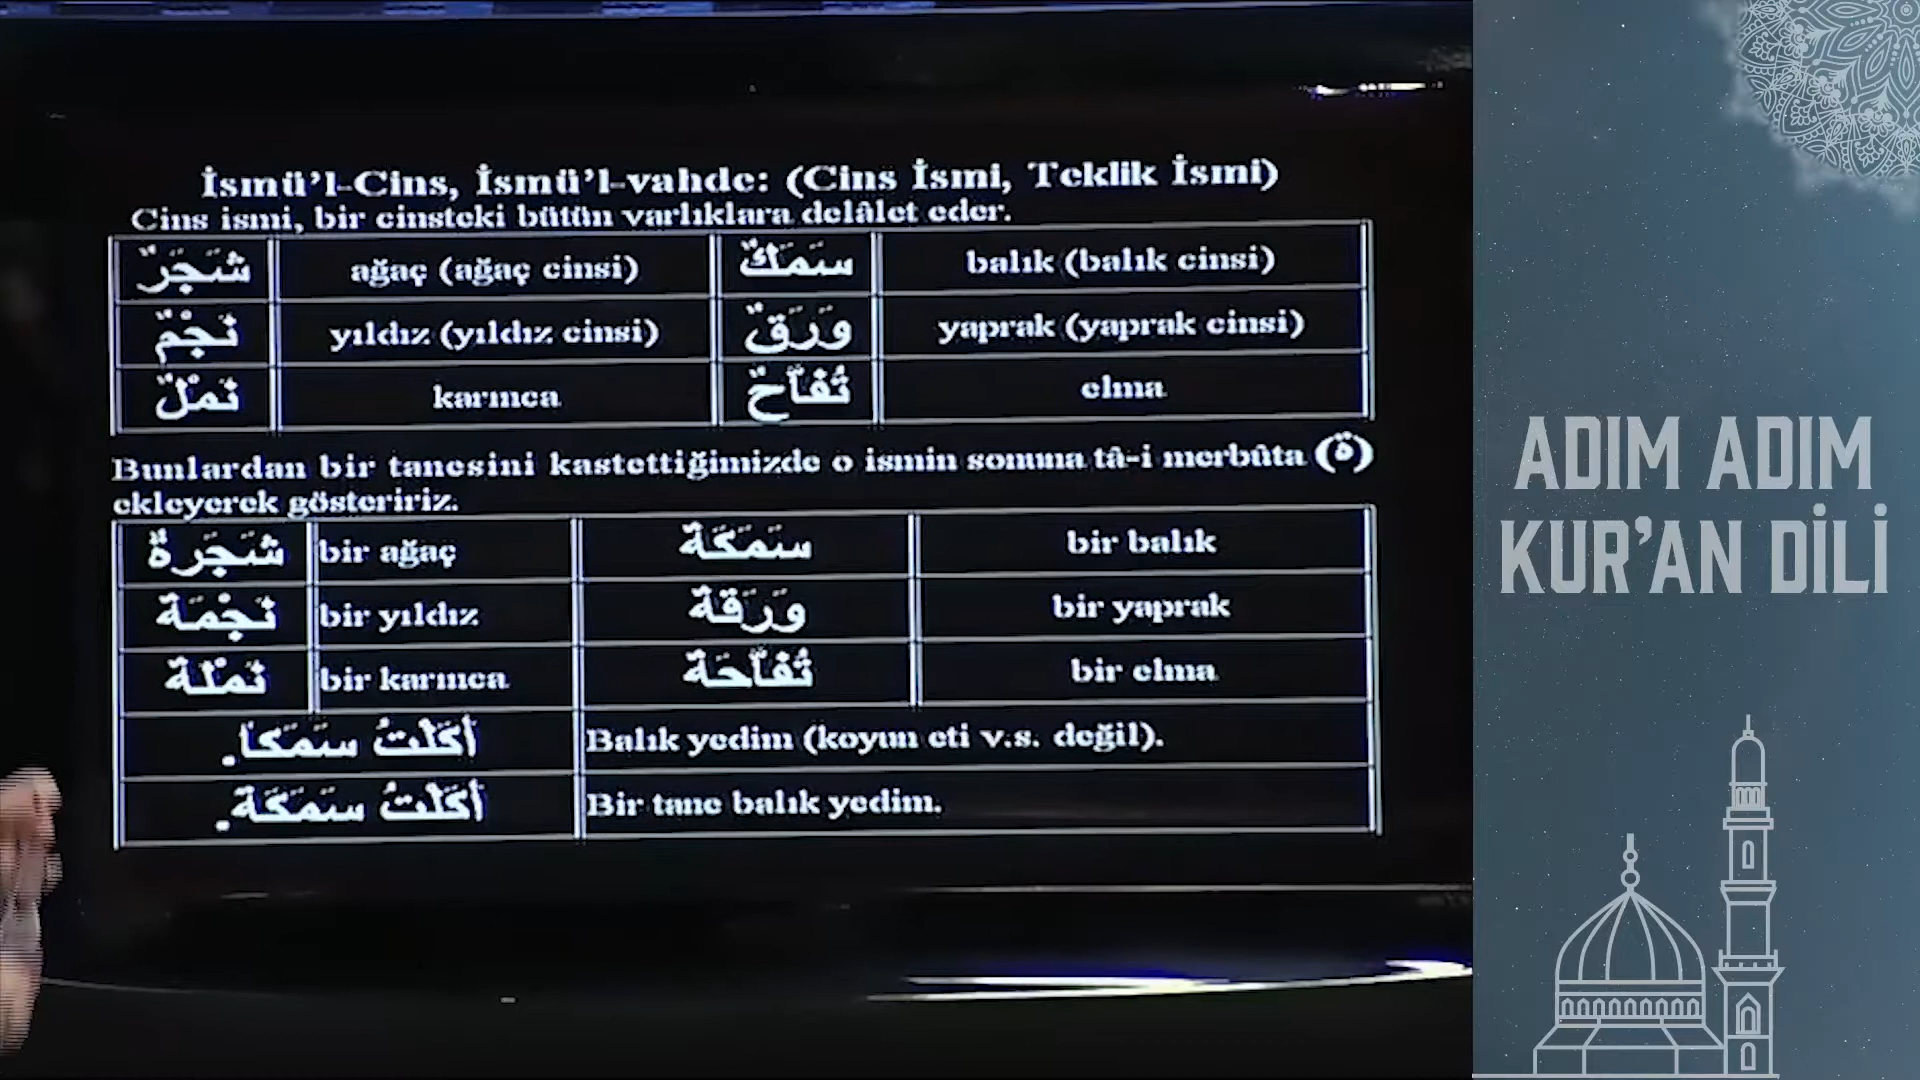 İsmü’l-Cins, İsmü’l-vahde: (Cins İsmi, Teklik İsmi)
Cins ismi, bir cinsteki bütün varlıklara delâlet eder.
شَجَرٌ ağaç (ağaç cinsi) سَمَكٌ balık (balık cinsi)
نَجْمٌ yıldız (yıldız cinsi) وَرَقٌ yaprak (yaprak cinsi)
نَمْلٌ karınca تُفَّاحٌ elma
Bunlardan bir tanesini kastettiğimizde o ismin sonuna tâ-i merbûta (ة)
ekleyerek gösteririz.
شَجَرَةٌ bir ağaç سَمَكَةٌ bir balık
نَجْمَةٌ bir yıldız وَرَقَةٌ bir yaprak
نَمْلَةٌ bir karınca تُفَّاحَةٌ bir elma
أَكَلْتُ سَمَكًا. Balık yedim (koyun eti v.s. değil).
أَكَلْتُ سَمَكَةً. Bir tane balık yedim.
ADIM ADIM
KUR’AN DİLİ